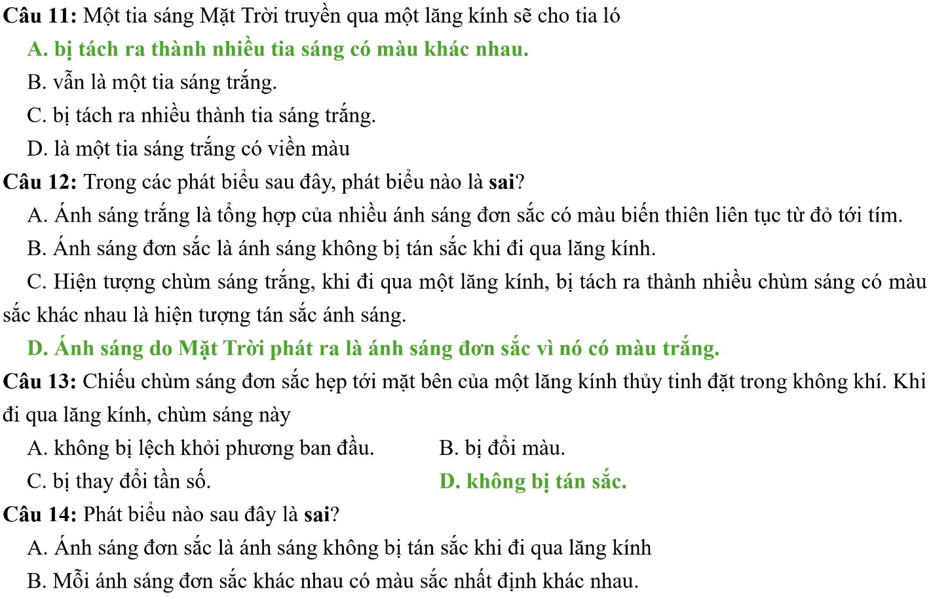 Câu 11: Một tia sáng Mặt Trời truyền qua một lăng kính sẽ cho tia ló
A. bị tách ra thành nhiều tia sáng có màu khác nhau.
B. vẫn là một tia sáng trắng.
C. bị tách ra nhiều thành tia sáng trắng.
D. là một tia sáng trắng có viền màu
Câu 12: Trong các phát biểu sau đây, phát biểu nào là sai?
A. Ánh sáng trắng là tổng hợp của nhiều ánh sáng đơn sắc có màu biến thiên liên tục từ đỏ tới tím.
B. Ánh sáng đơn sắc là ánh sáng không bị tán sắc khi đi qua lăng kính.
C. Hiện tượng chùm sáng trắng, khi đi qua một lăng kính, bị tách ra thành nhiều chùm sáng có màu
sắc khác nhau là hiện tượng tán sắc ánh sáng.
D. Ánh sáng do Mặt Trời phát ra là ánh sáng đơn sắc vì nó có màu trắng.
Câu 13: Chiếu chùm sáng đơn sắc hẹp tới mặt bên của một lăng kính thủy tinh đặt trong không khí. Khi
đi qua lăng kính, chùm sáng này
A. không bị lệch khỏi phương ban đầu. B. bị đổi màu.
C. bị thay đổi tần số. D. không bị tán sắc.
Câu 14: Phát biểu nào sau đây là sai?
A. Ánh sáng đơn sắc là ánh sáng không bị tán sắc khi đi qua lăng kính
B. Mỗi ánh sáng đơn sắc khác nhau có màu sắc nhất định khác nhau.